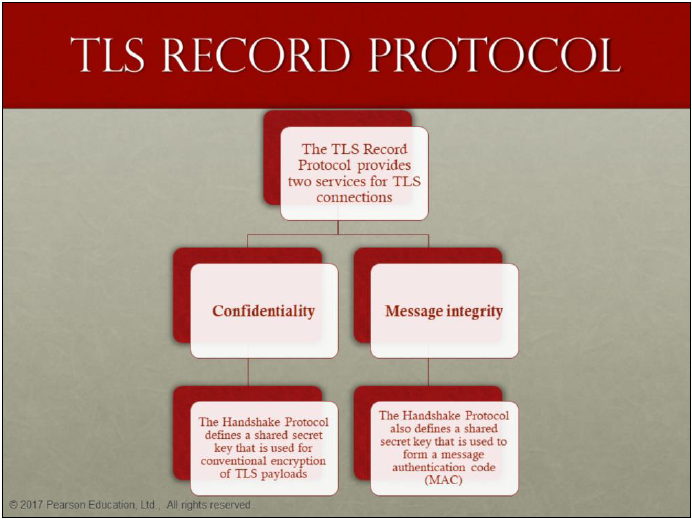 TLS RECORD PROTOCOL
The TLS Record
Protocol provides
two services for TLS
connections
Confidentiality
Message integrity
The Handshake Protocol
defines a shared secret
key that is used for
conventional encryption
of TLS payloads
The Handshake Protocol
also defines a shared
secret key that is used to
form a message
authentication code
(MAC)
© 2017 Pearson Education, Ltd., All rights reserved.